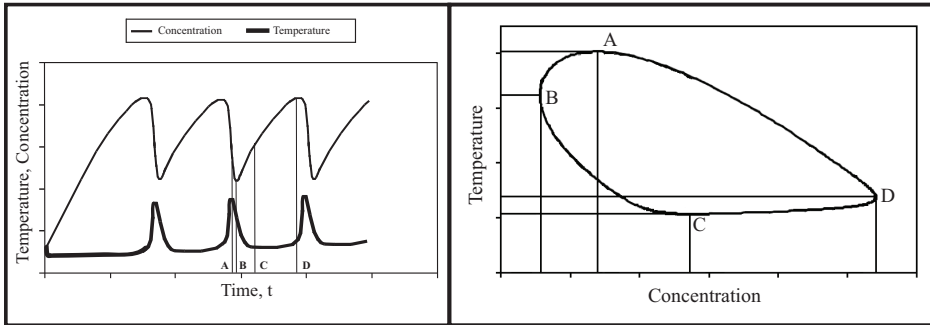 Concentration Temperature
Temperature, Concentration
A B C D
Time, t
A
B
C
D
Temperature
Concentration